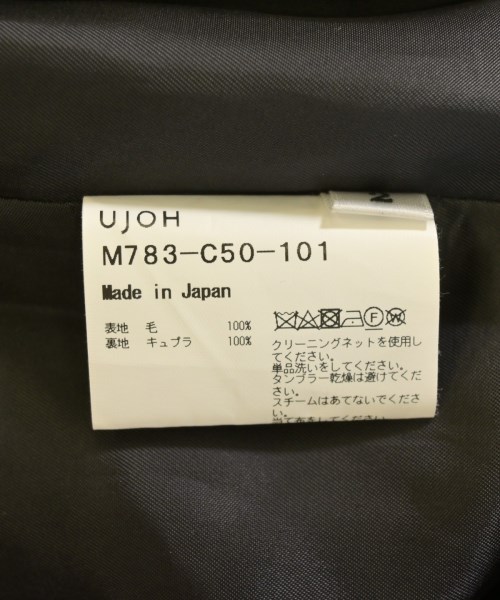 UJOH
M783-C50-101
Made in Japan
表地 毛 100%
裏地 キュプラ 100%
クリーニングネットを使用し
てください。
単品洗いをしてください。
タンブラー乾燥は避けてくだ
さい。
スチームはあてないでくださ
い。